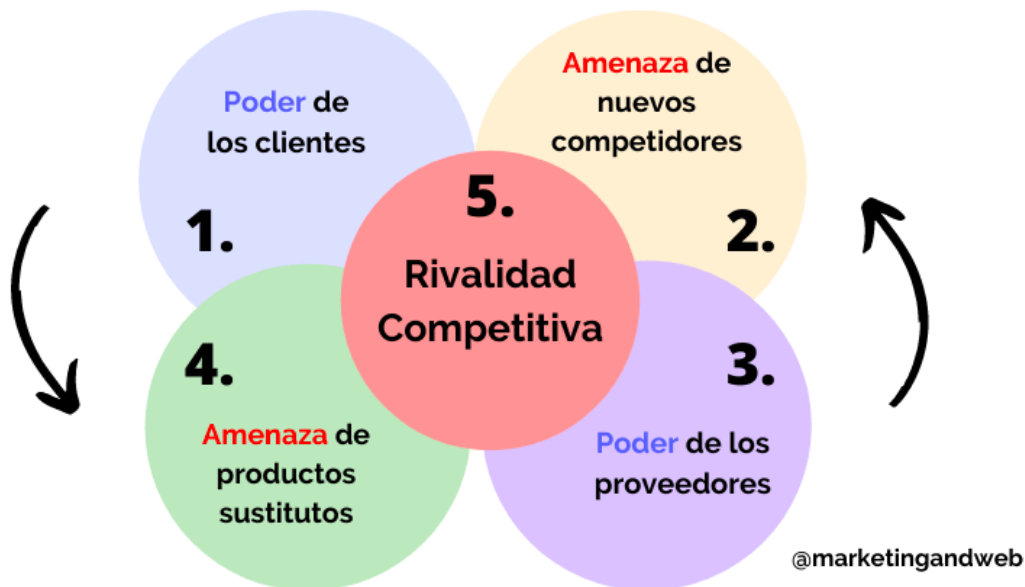 Poder de
los clientes
1.
Amenaza de
nuevos
competidores
2.
5.
Rivalidad
Competitiva
4.
Amenaza de
productos
sustitutos
3.
Poder de los
proveedores
@marketingandweb